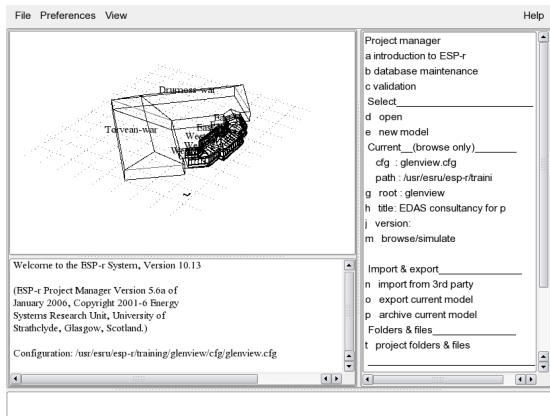 File Preferences View Help
Drumoss-war
Torvean-war
Project manager
a introduction to ESP-r
b database maintenance
c validation
Select
d open
e new model
Current__(browse only)
cfg : glenview.cfg
path : /usr/esru/esp-r/traini
g root : glenview
h title: EDAS consultancy for p
j version:
m browse/simulate
Import & export
n import from 3rd party
o export current model
p archive current model
Folders & files
t project folders & files
Welcome to the ESP-r System, Version 10.13
(ESP-r Project Manager Version 5.6a of
January 2006, Copyright 2001-6 Energy
Systems Research Unit, University of
Strathclyde, Glasgow, Scotland.)
Configuration: /usr/esru/esp-r/training/glenview/cfg/glenview.cfg